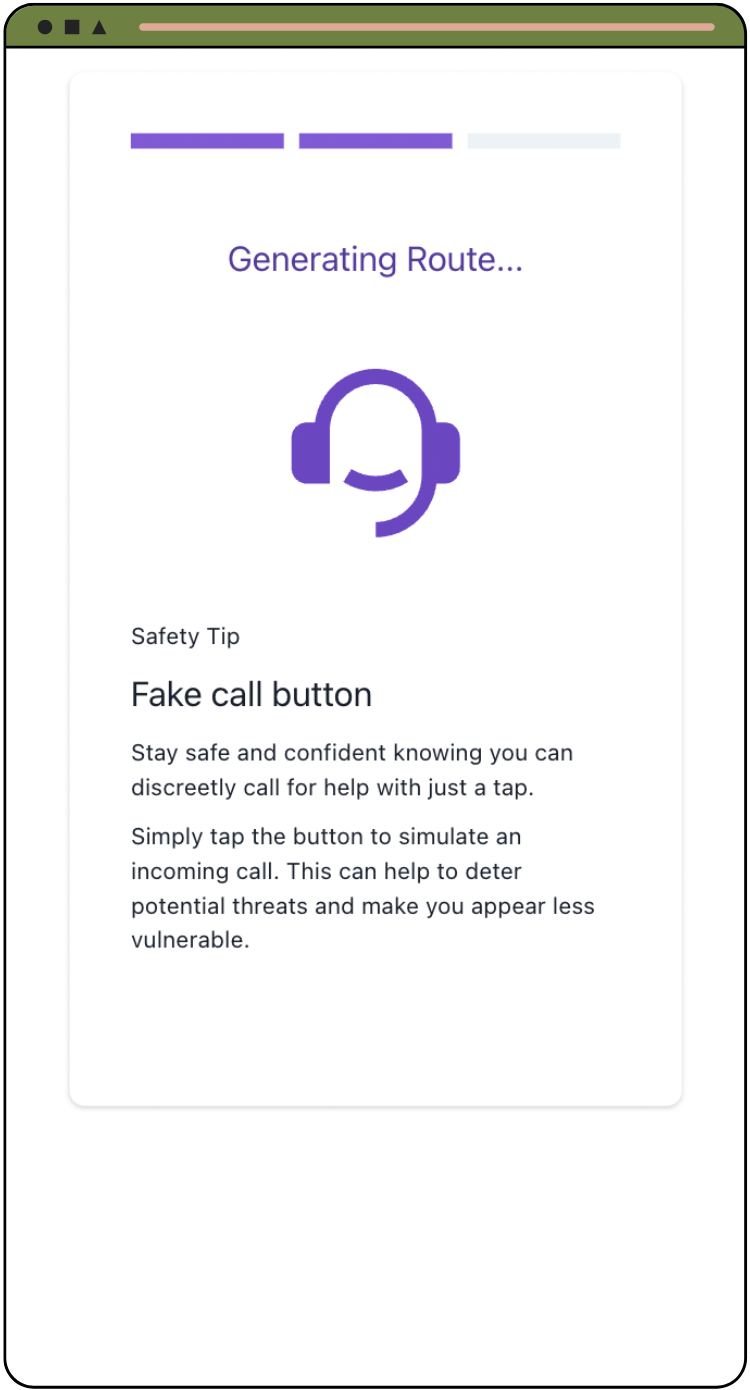 Generating Route...
Safety Tip
Fake call button
Stay safe and confident knowing you can
discreetly call for help with just a tap.
Simply tap the button to simulate an
incoming call. This can help to deter
potential threats and make you appear less
vulnerable.